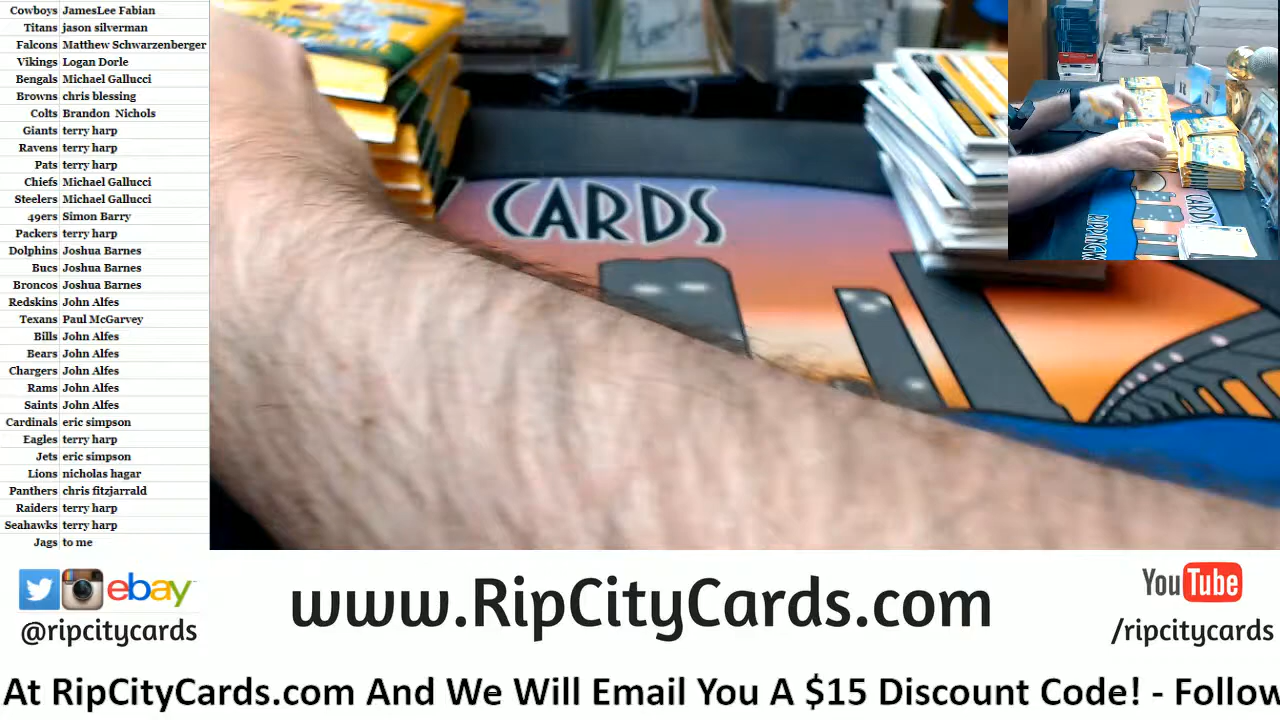 Cowboys JamesLee Fabian
Titans jason silverman
Falcons Matthew Schwarzenberger
Vikings Logan Dorle
Bengals Michael Gallucci
Browns chris blessing
Colts Brandon Nichols
Giants terry harp
Ravens terry harp
Pats terry harp
Chiefs Michael Gallucci
Steelers Michael Gallucci
49ers Simon Barry
Packers terry harp
Dolphins Joshua Barnes
Bucs Joshua Barnes
Broncos Joshua Barnes
Redskins John Alfes
Texans Paul McGarvey
Bills John Alfes
Bears John Alfes
Chargers John Alfes
Rams John Alfes
Saints John Alfes
Cardinals eric simpson
Eagles terry harp
Jets eric simpson
Lions nicholas hagar
Panthers chris fitzjarrald
Raiders terry harp
Seahawks terry harp
Jags to me
CARDS
CARDS
ebay
@ripcitycards
www.RipCityCards.com
YouTube
/ripcitycards
At RipCityCards.com And We Will Email You A $15 Discount Code! - Follow